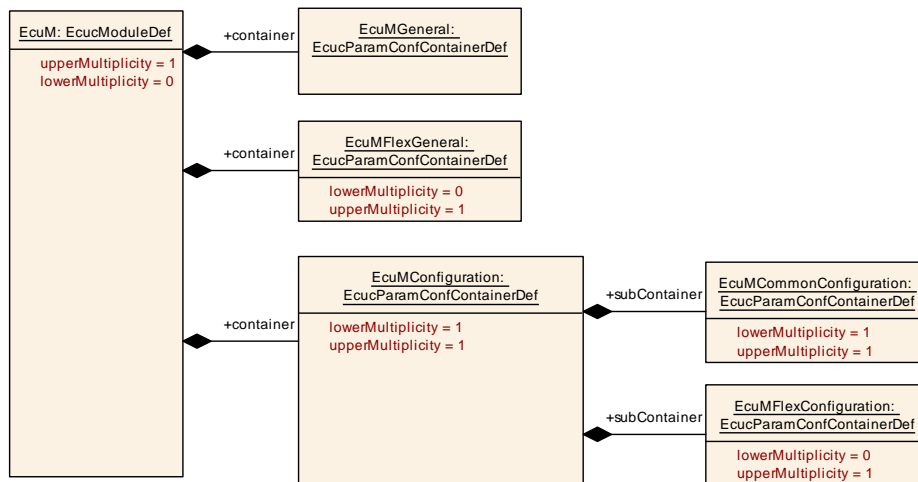 EcuM: EcucModuleDef
upperMultiplicity = 1
lowerMultiplicity = 0
+container
EcuMGeneral:
EcucParamConfContainerDef
+container
EcuMFlexGeneral:
EcucParamConfContainerDef
lowerMultiplicity = 0
upperMultiplicity = 1
+container
EcuMConfiguration:
EcucParamConfContainerDef
lowerMultiplicity = 1
upperMultiplicity = 1
+subContainer
EcuMCommonConfiguration:
EcucParamConfContainerDef
lowerMultiplicity = 1
upperMultiplicity = 1
+subContainer
EcuMFlexConfiguration:
EcucParamConfContainerDef
lowerMultiplicity = 0
upperMultiplicity = 1